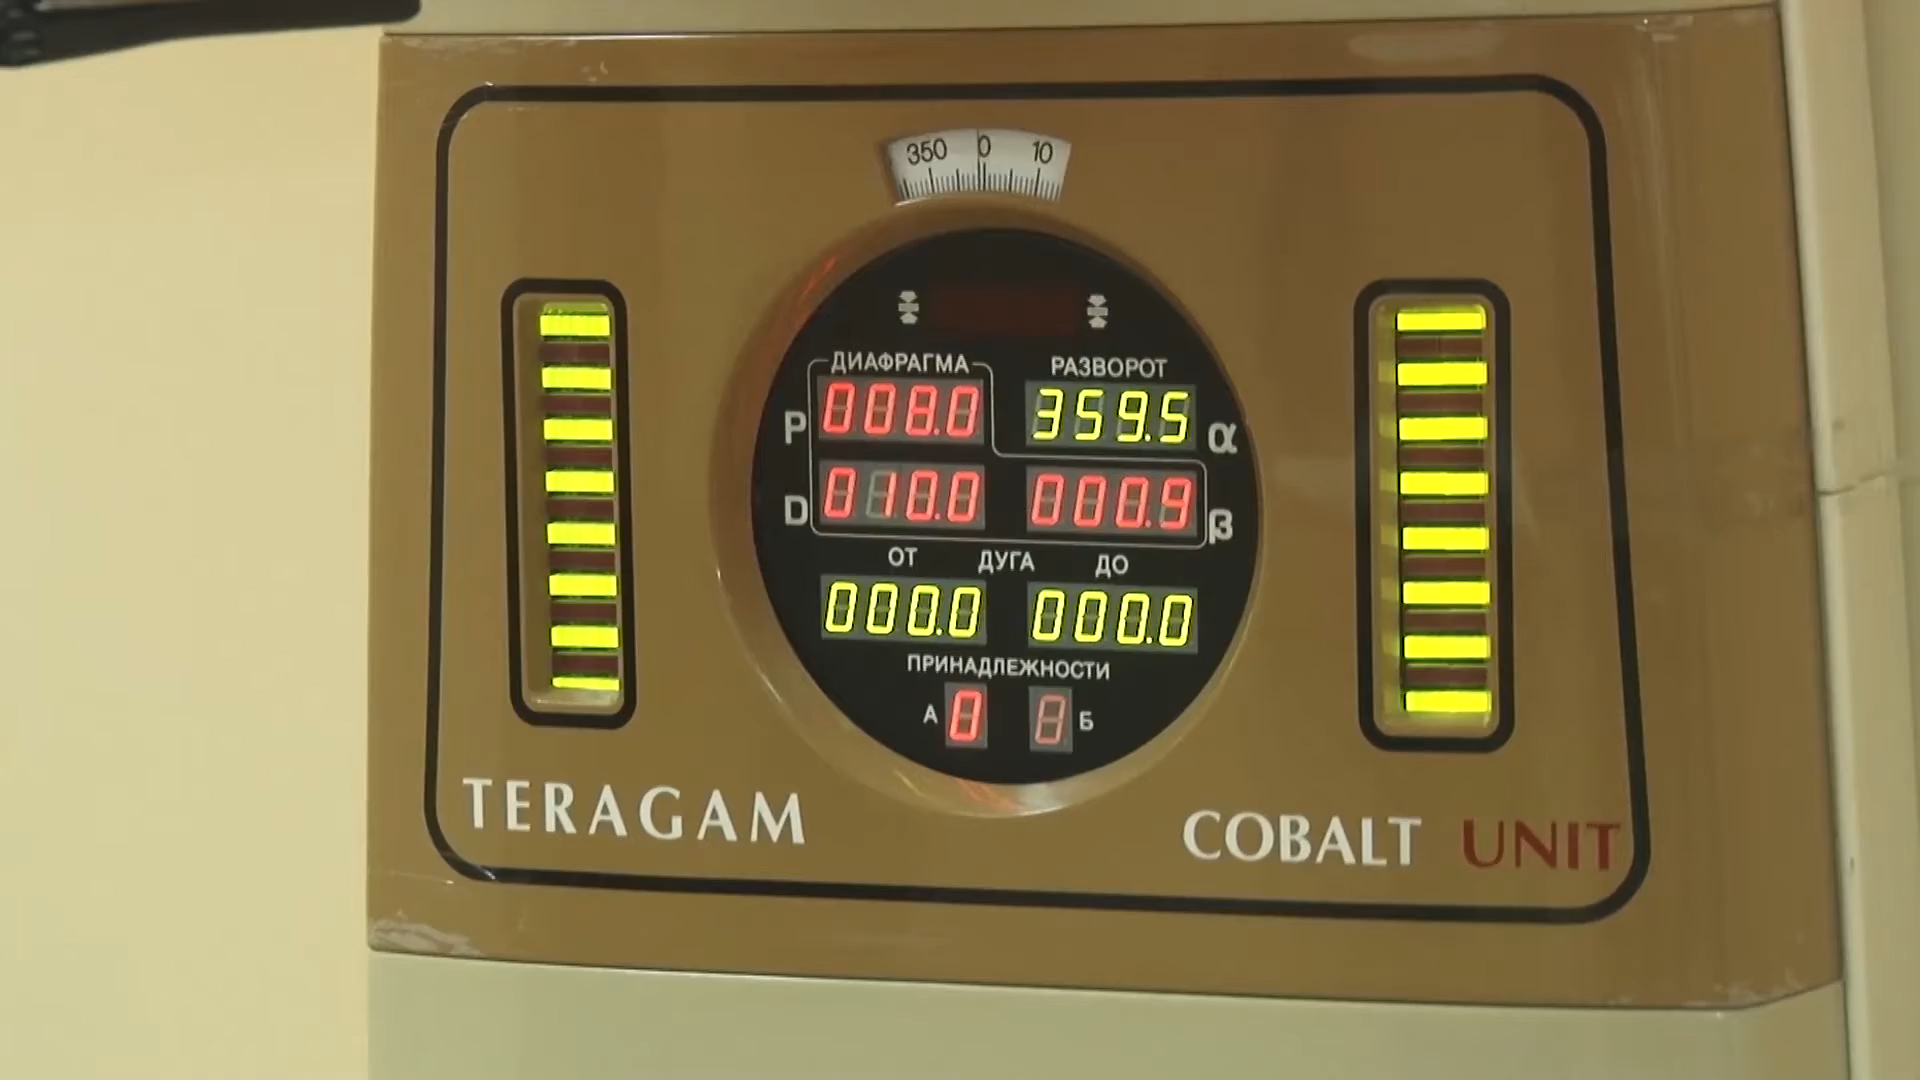 350 0 10
ДИАФРАГМА РАЗВОРОТ
P 008.0 359.5 α
D 010.0 000.9 β
ОТ ДУГА ДО
000.0 000.0
ПРИНАДЛЕЖНОСТИ
А 0 0 Б
TERAGAM COBALT UNIT